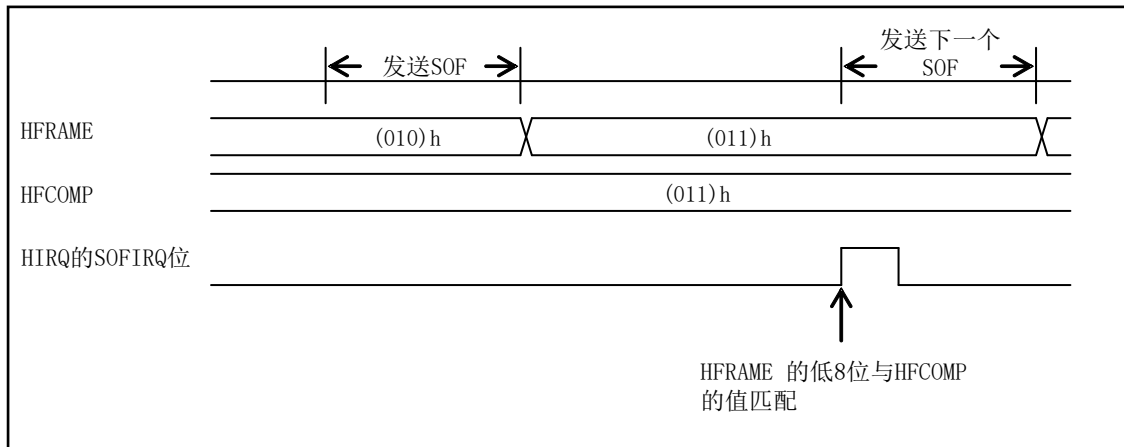 发送SOF
发送下一个
SOF
HFRAME
(010)h
(011)h
HFCOMP
(011)h
HIRQ的SOFIRQ位
HFRAME 的低8位与HFCOMP
的值匹配